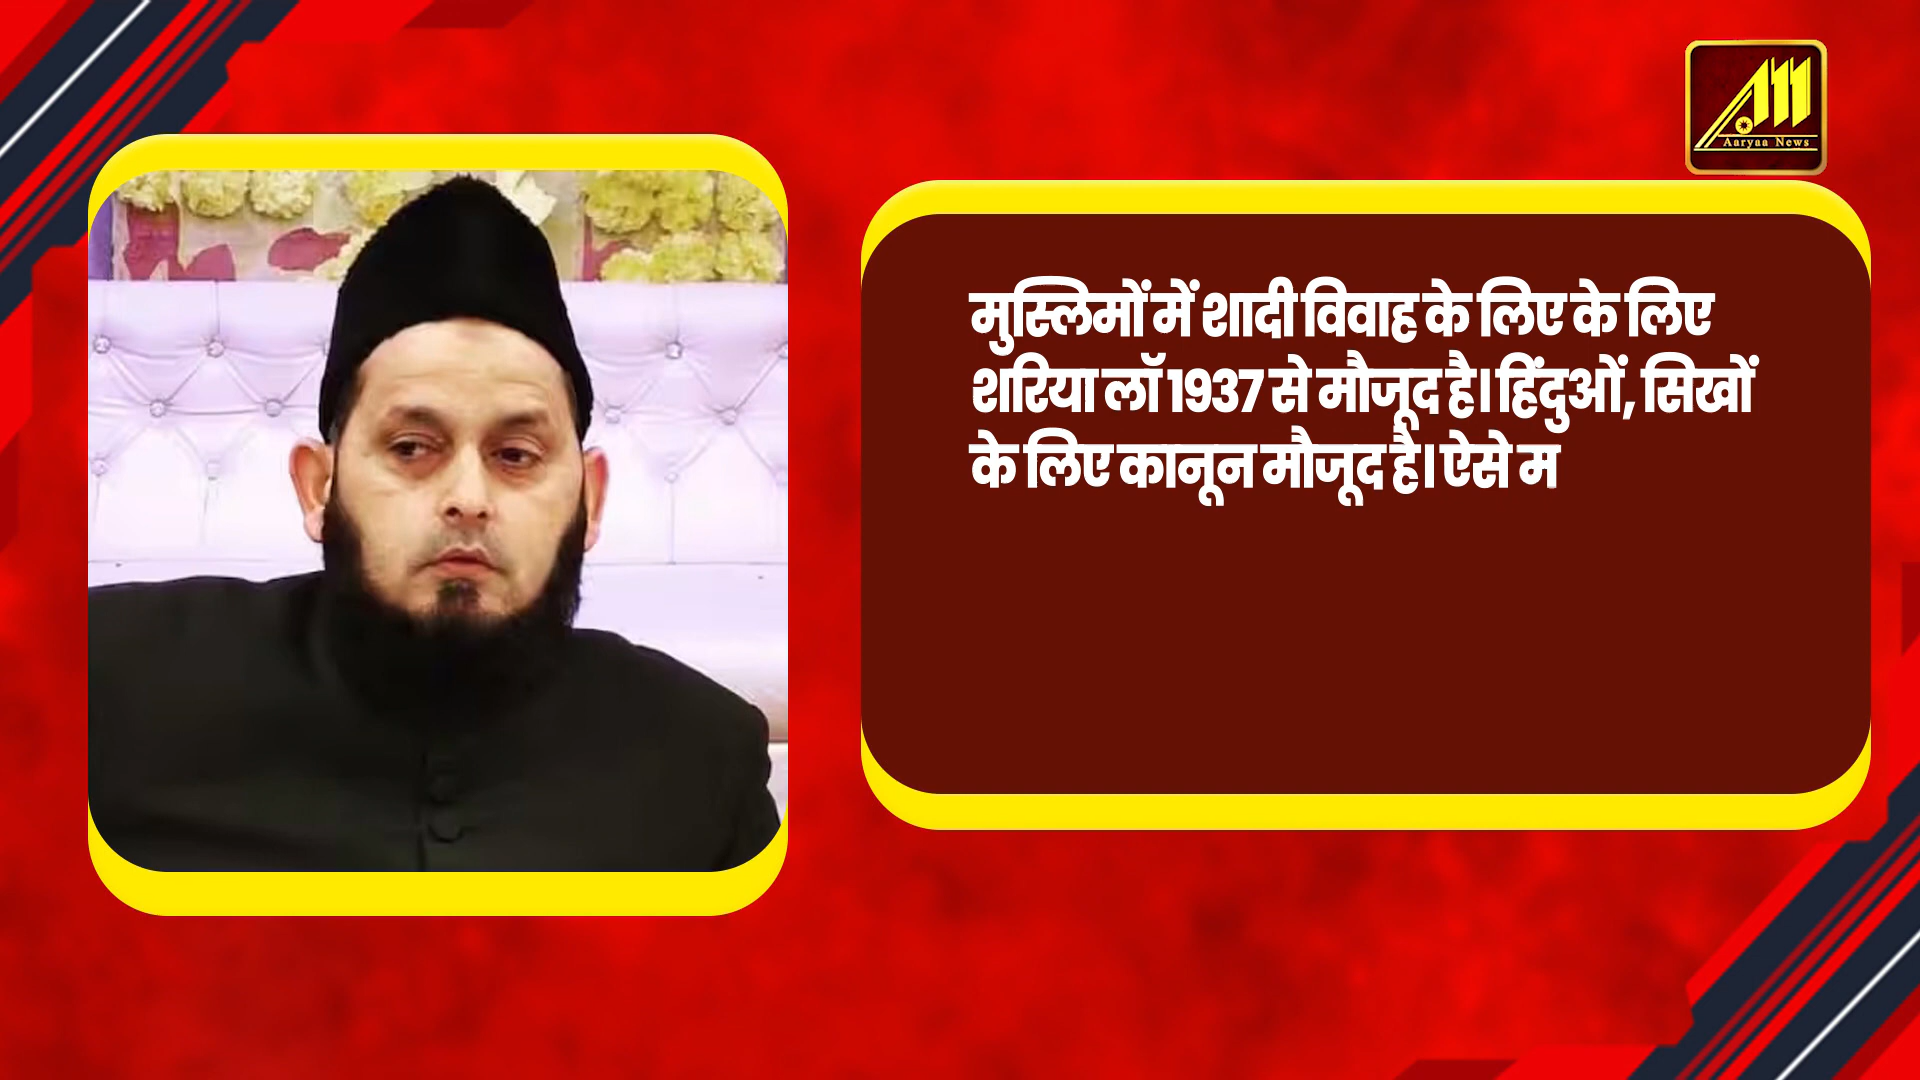 Aaryaa News
मुस्लिमों में शादी विवाह के लिए के लिए
शरिया लॉ 1937 से मौजूद है। हिंदुओं, सिखों
के लिए कानून मौजूद है। ऐसे म